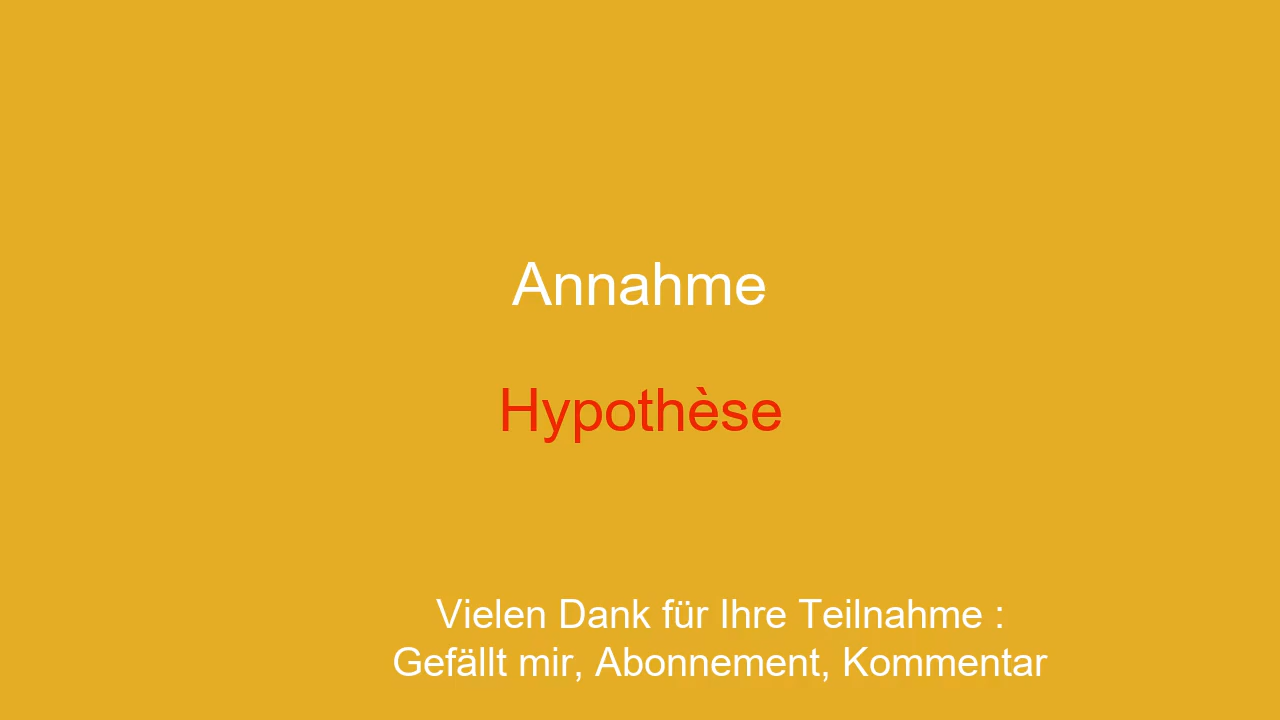 Annahme
Hypothèse
Vielen Dank für Ihre Teilnahme :
Gefällt mir, Abonnement, Kommentar